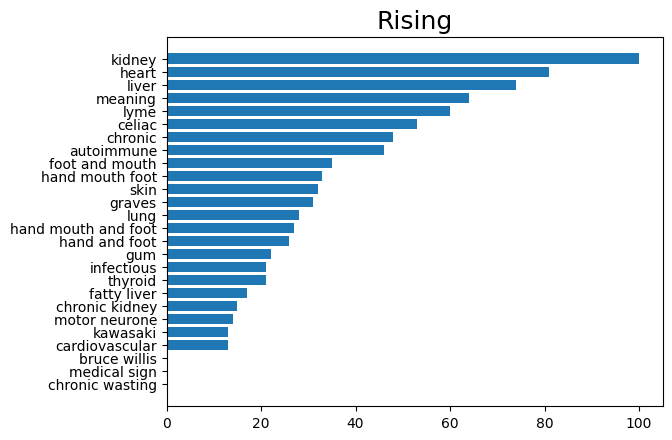 Rising
kidney
heart
liver
meaning
lyme
celiac
chronic
autoimmune
foot and mouth
hand mouth foot
skin
graves
lung
hand mouth and foot
hand and foot
gum
infectious
thyroid
fatty liver
chronic kidney
motor neurone
kawasaki
cardiovascular
bruce willis
medical sign
chronic wasting
0 20 40 60 80 100